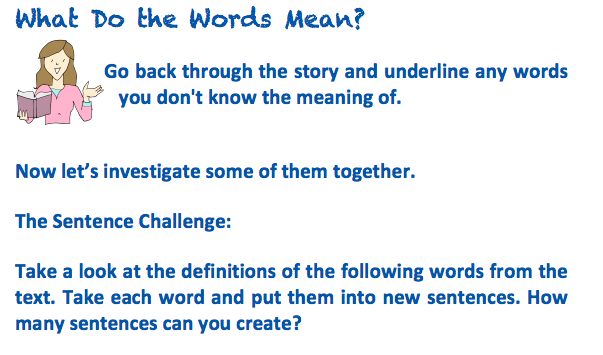 What Do the Words Mean?
Go back through the story and underline any words
you don't know the meaning of.
Now let’s investigate some of them together.
The Sentence Challenge:
Take a look at the definitions of the following words from the
text. Take each word and put them into new sentences. How
many sentences can you create?